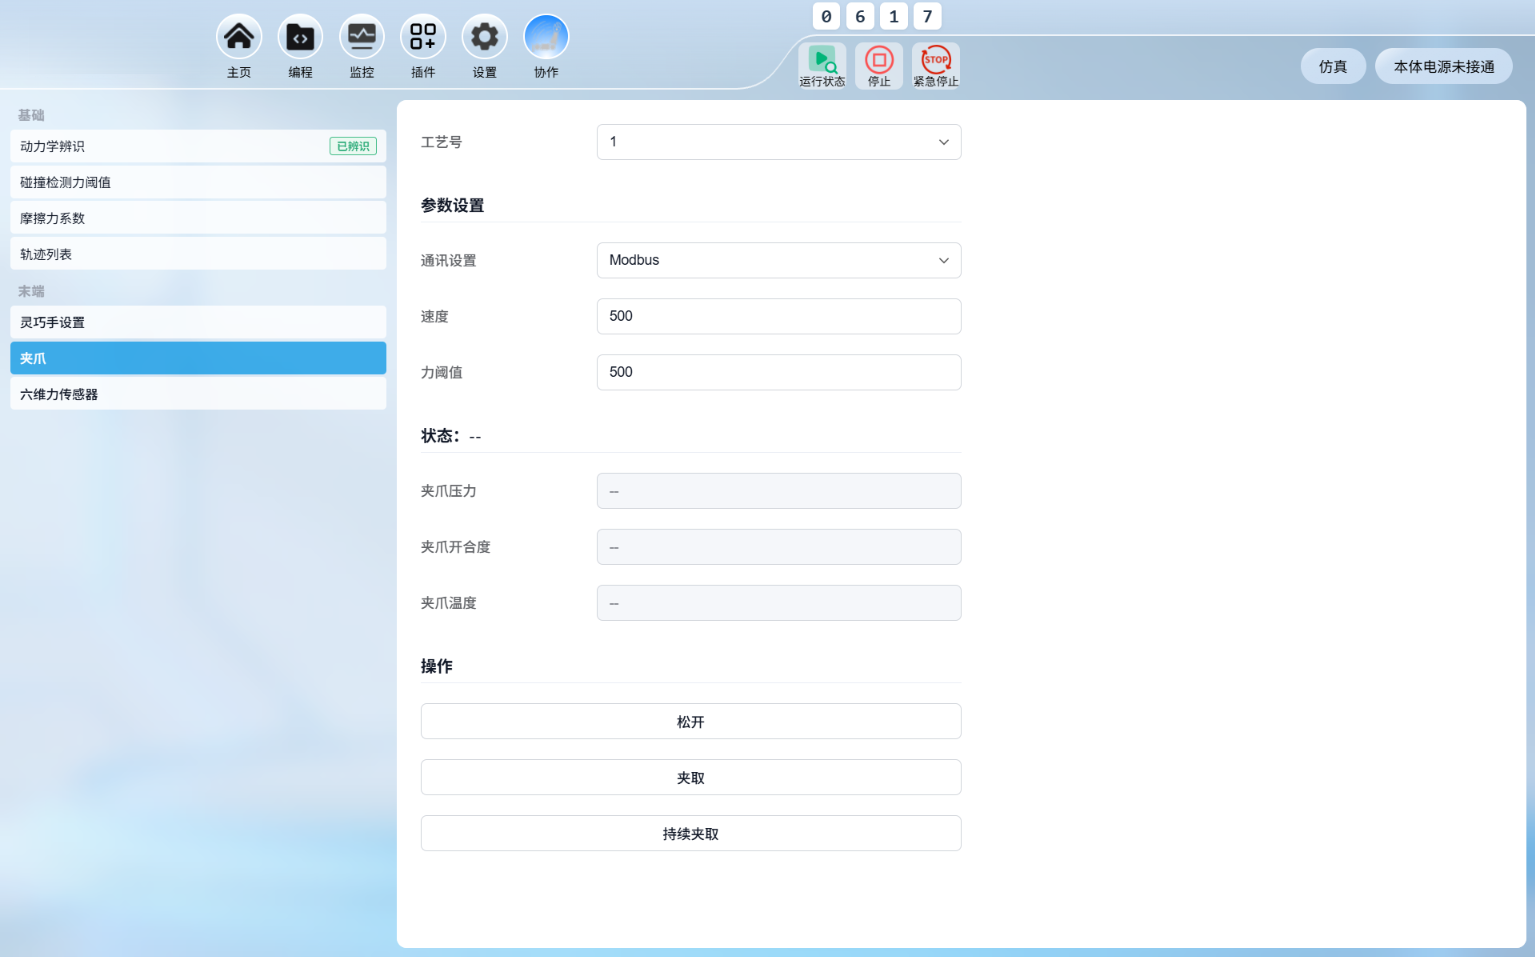 0 6 1 7
主页
编程
监控
插件
设置
协作
运行状态
停止
STOP
紧急停止
仿真
本体电源未接通
基础
动力学辨识
已辨识
碰撞检测力阈值
摩擦力系数
轨迹列表
末端
灵巧手设置
夹爪
六维力传感器
工艺号
1
参数设置
通讯设置
Modbus
速度
500
力阈值
500
状态： --
夹爪压力
--
夹爪开合度
--
夹爪温度
--
操作
松开
夹取
持续夹取